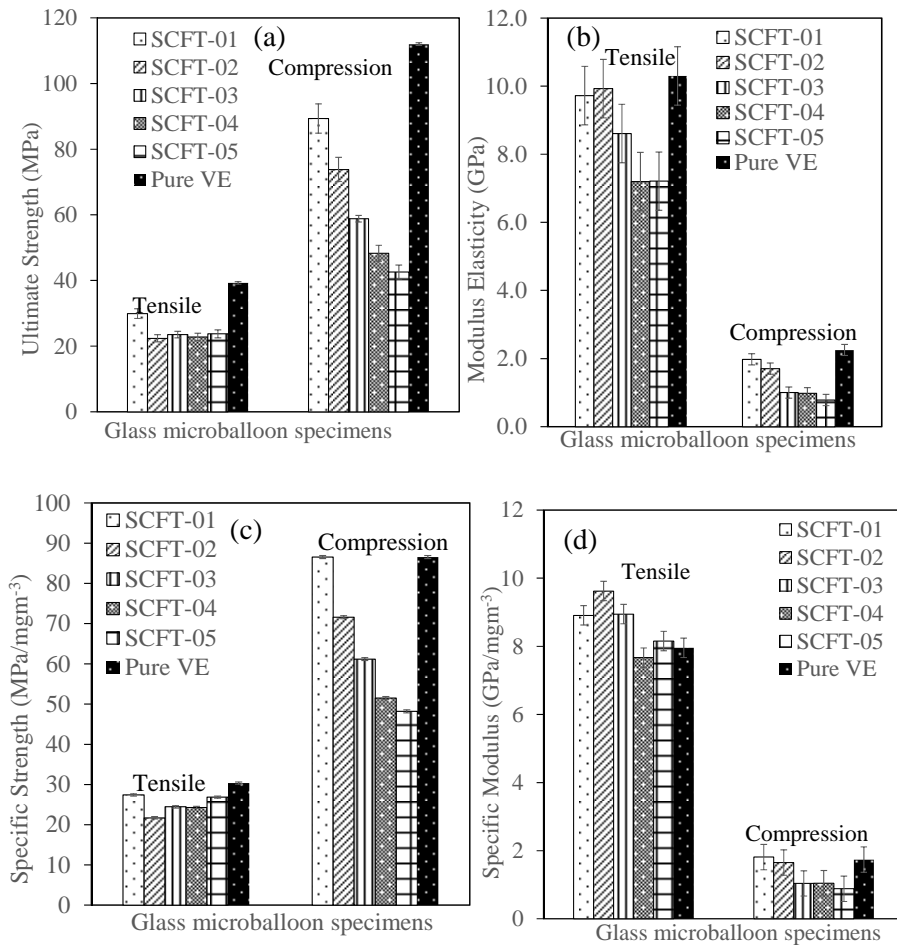 (a)
Ultimate Strength (MPa)
120
100
80
60
40
20
0
SCFT-01
SCFT-02
SCFT-03
SCFT-04
SCFT-05
Pure VE
Compression
Tensile
Glass microballoon specimens
(b)
Modulus Elasticity (GPa)
12.0
10.0
8.0
6.0
4.0
2.0
0.0
Tensile
SCFT-01
SCFT-02
SCFT-03
SCFT-04
SCFT-05
Pure VE
Compression
Glass microballoon specimens
(c)
Specific Strength (MPa/mgm⁻³)
100
90
80
70
60
50
40
30
20
10
0
SCFT-01
SCFT-02
SCFT-03
SCFT-04
SCFT-05
Pure VE
Compression
Tensile
Glass microballoon specimens
(d)
Specific Modulus (GPa/mgm⁻³)
12
10
8
6
4
2
0
Tensile
SCFT-01
SCFT-02
SCFT-03
SCFT-04
SCFT-05
Pure VE
Compression
Glass microballoon specimens